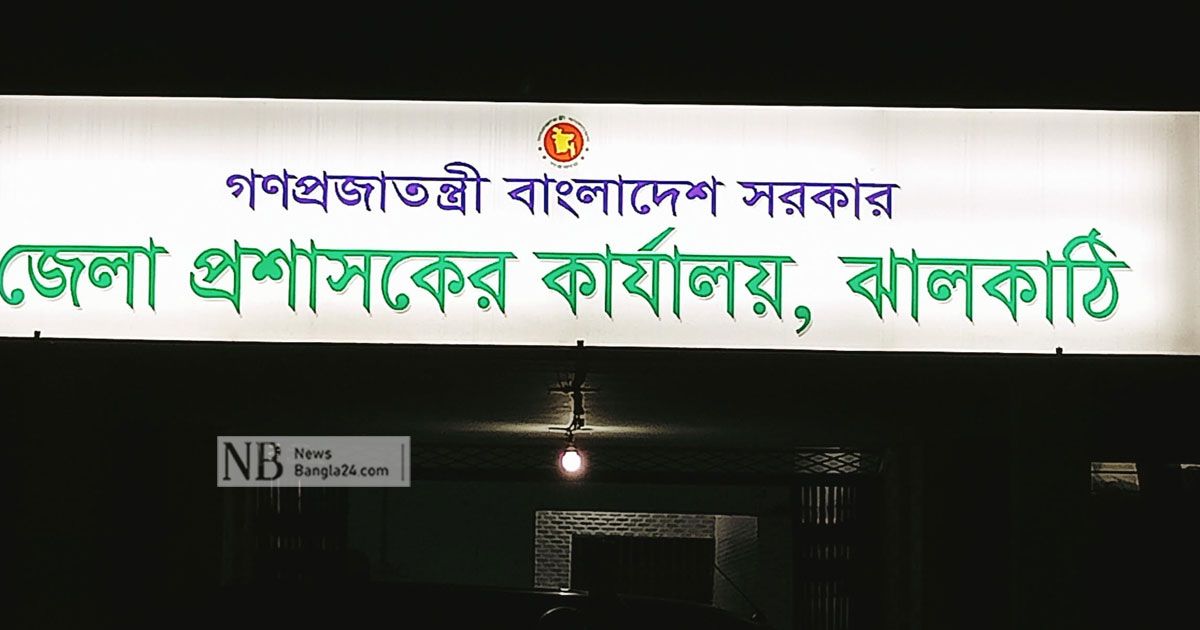 গণপ্রজাতন্ত্রী বাংলাদেশ সরকার
জেলা প্রশাসকের কার্যালয়, ঝালকাঠি
NB News
Bangla24.com